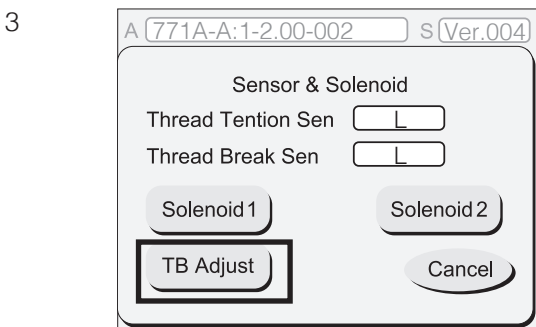 3
A 771A-A:1-2.00-002 S Ver.004
Sensor & Solenoid
Thread Tention Sen L
Thread Break Sen L
Solenoid1 Solenoid2
TB Adjust Cancel